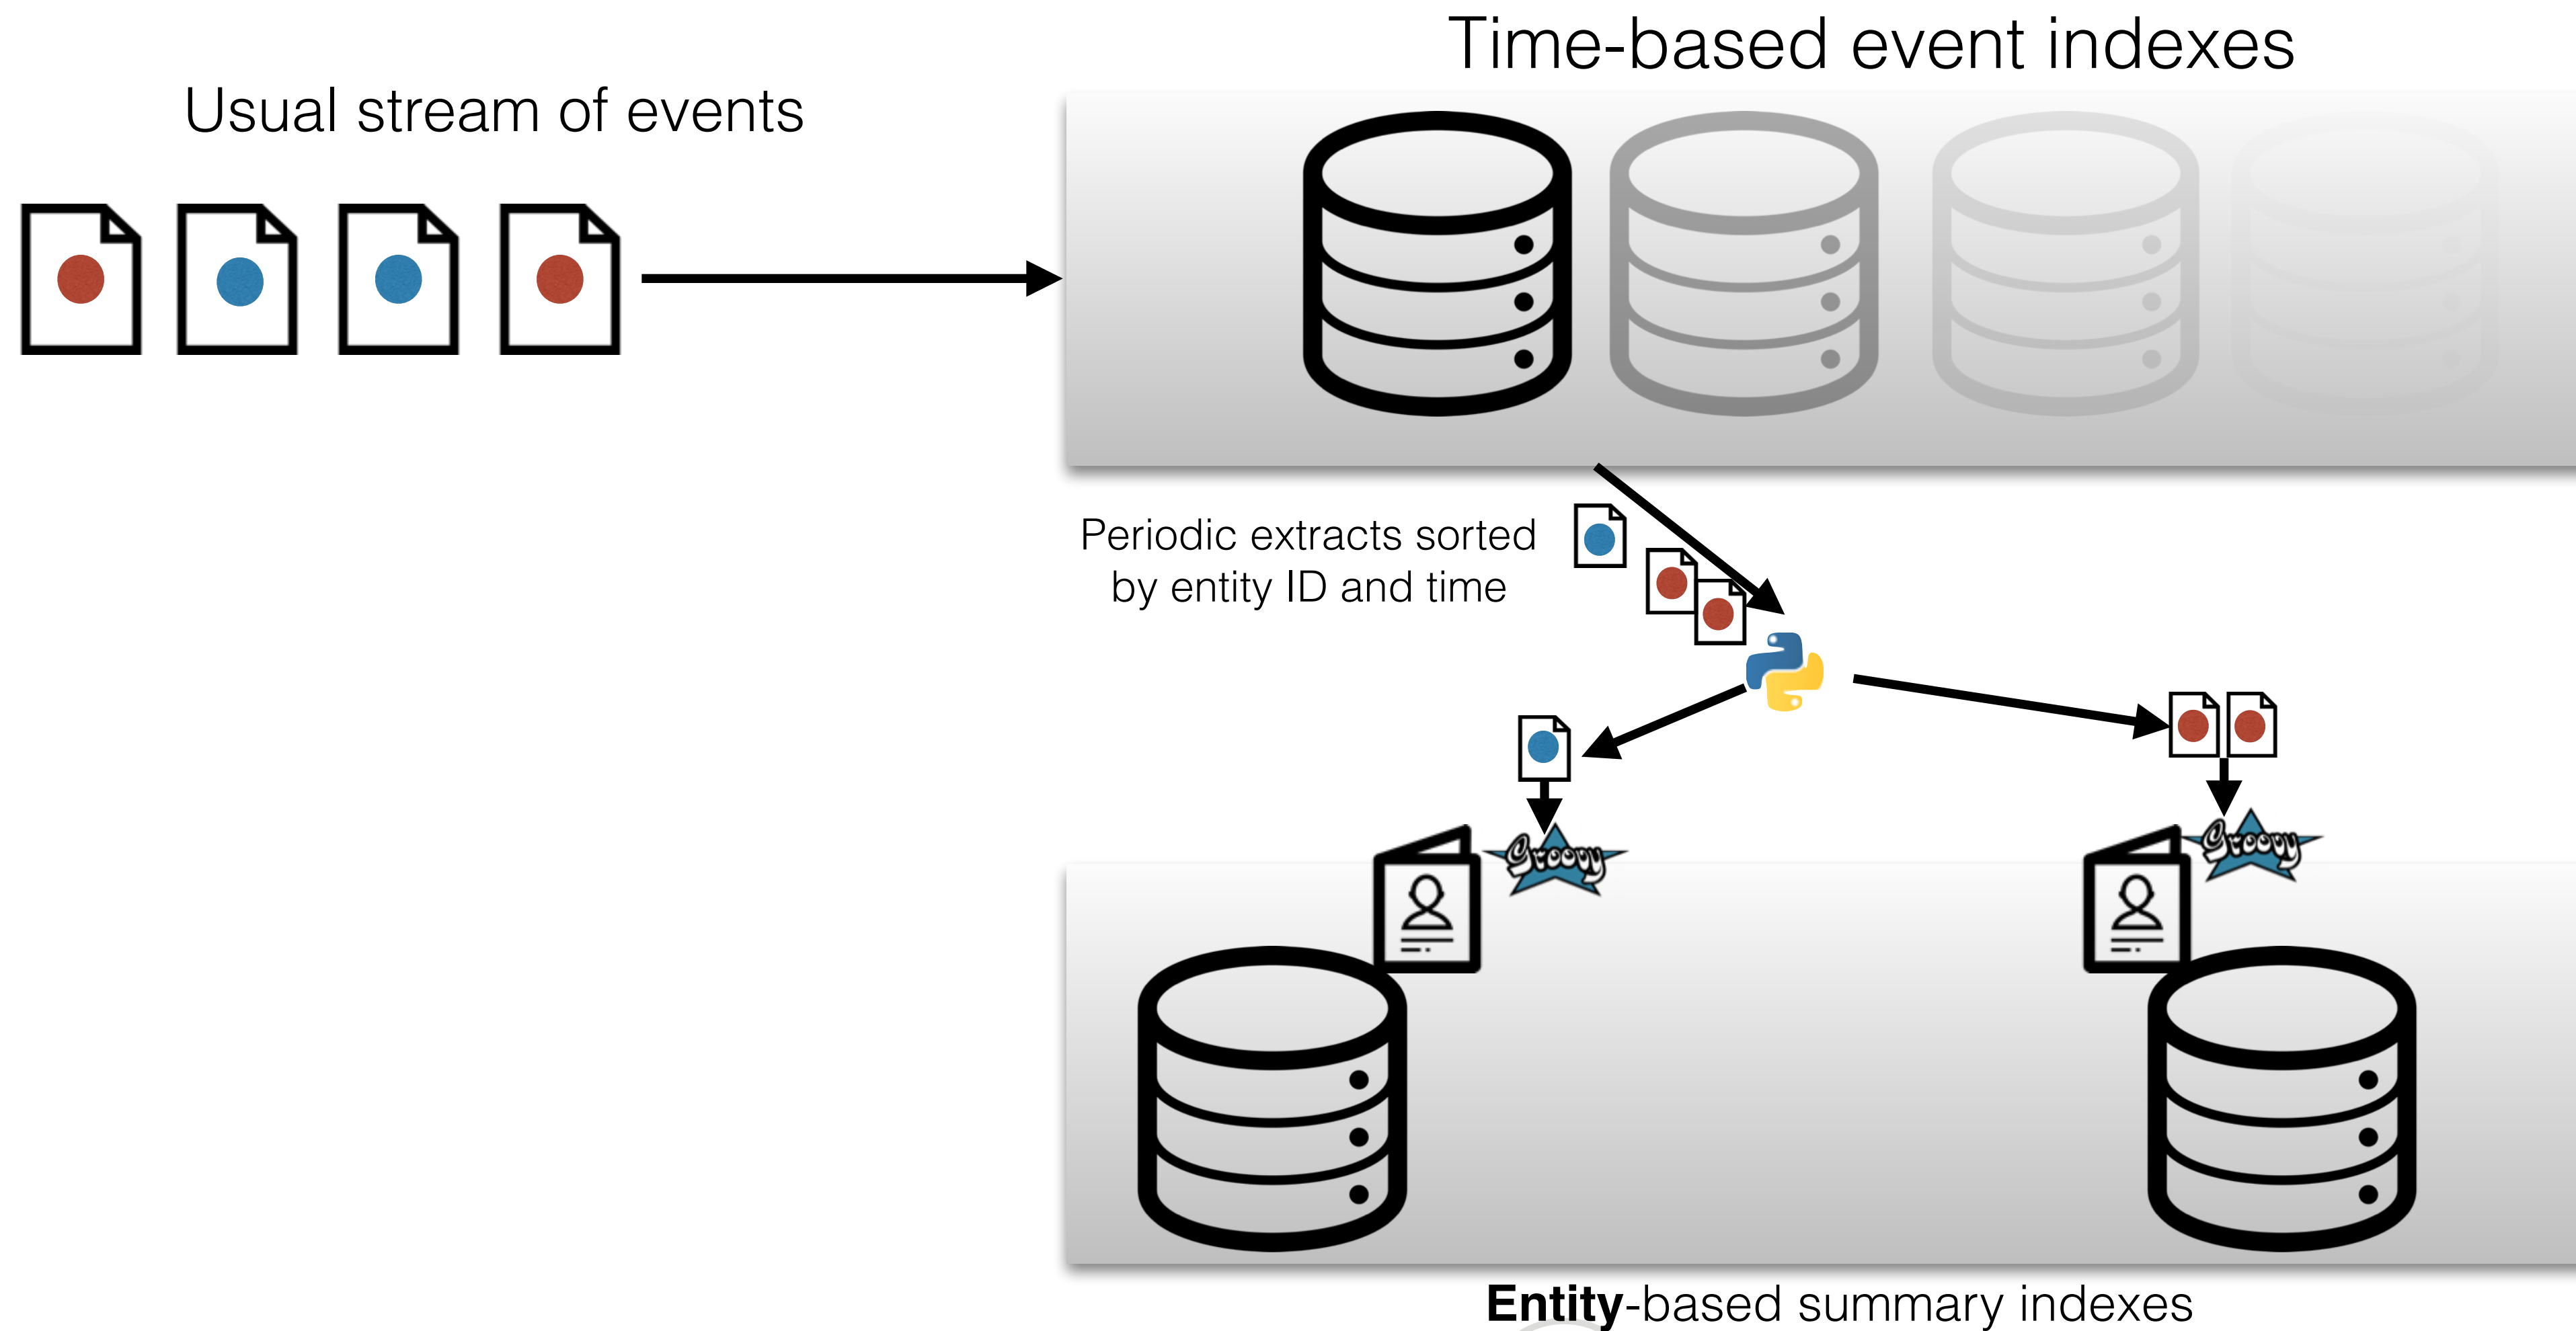 Time-based event indexes
Usual stream of events
Periodic extracts sorted
by entity ID and time
Groovy
Groovy
Entity-based summary indexes